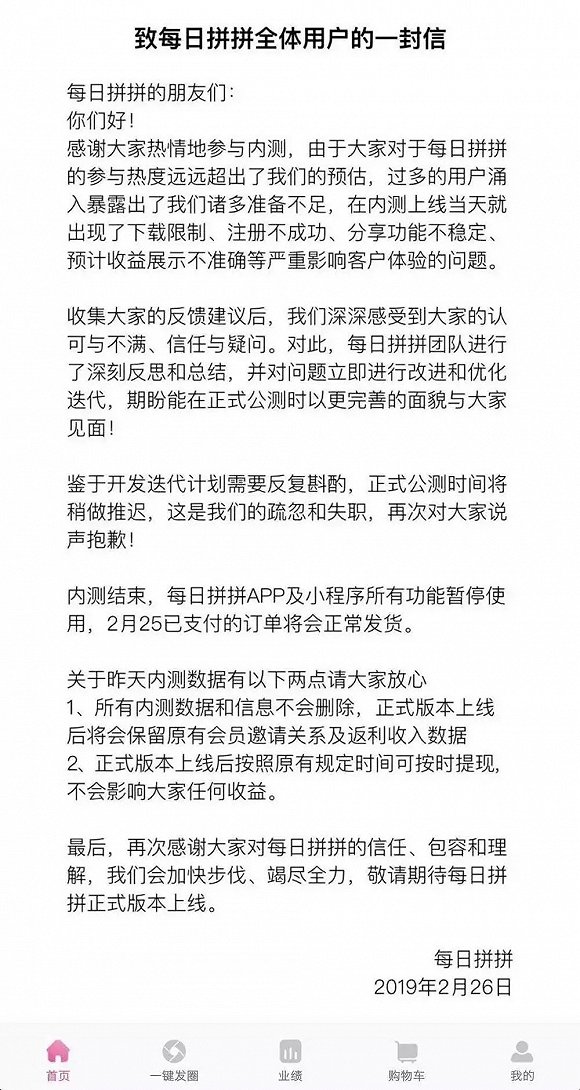 致每日拼拼全体用户的一封信
每日拼拼的朋友们：
你们好！
感谢大家热情地参与内测，由于大家对于每日拼拼
的参与热度远远超出了我们的预估，过多的用户涌
入暴露出了我们诸多准备不足，在内测上线当天就
出现了下载限制、注册不成功、分享功能不稳定、
预计收益展示不准确等严重影响客户体验的问题。
收集大家的反馈建议后，我们深深感受到大家的认
可与不满、信任与疑问。对此，每日拼拼团队进行
了深刻反思和总结，并对问题立即进行改进和优化
迭代，期盼能在正式公测时以更完善的面貌与大家
见面！
鉴于开发迭代计划需要反复斟酌，正式公测时间将
稍做推迟，这是我们的疏忽和失职，再次对大家说
声抱歉！
内测结束，每日拼拼APP及小程序所有功能暂停使
用，2月25已支付的订单将会正常发货。
关于昨天内测数据有以下两点请大家放心
1、所有内测数据和信息不会删除，正式版本上线
后将会保留原有会员邀请关系及返利收入数据
2、正式版本上线后按照原有规定时间可按时提现，
不会影响大家任何收益。
最后，再次感谢大家对每日拼拼的信任、包容和理
解，我们会加快步伐、竭尽全力，敬请期待每日拼
拼正式版本上线。
每日拼拼
2019年2月26日
首页 一键发圈 业绩 购物车 我的